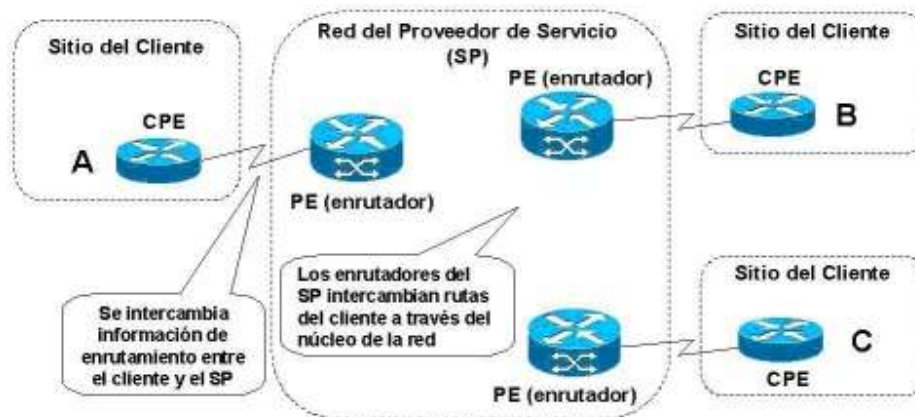 Sitio del Cliente
CPE
A
Red del Proveedor de Servicio
(SP)
PE (enrutador)
PE (enrutador)
Sitio del Cliente
CPE
B
Se intercambia
información de
enrutamiento entre
el cliente y el SP
Los enrutadores del
SP intercambian rutas
del cliente a través del
núcleo de la red
PE (enrutador)
Sitio del Cliente
C
CPE